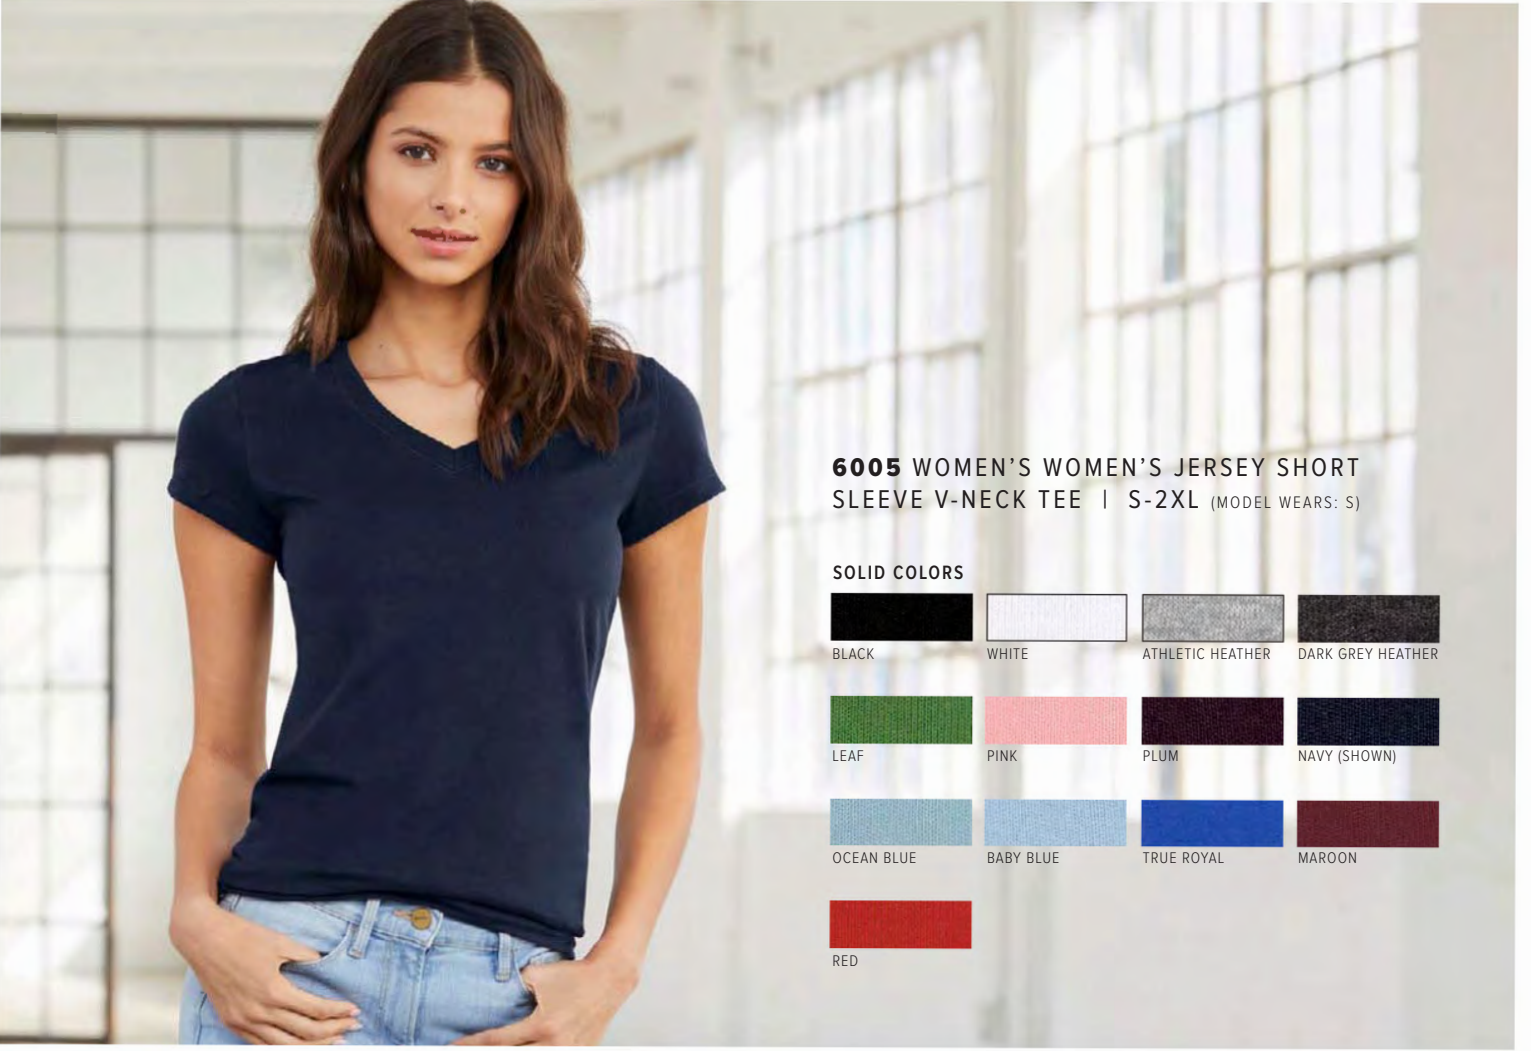 6005 WOMEN’S WOMEN’S JERSEY SHORT
SLEEVE V-NECK TEE | S-2XL (MODEL WEARS: S)
SOLID COLORS
BLACK
WHITE
ATHLETIC HEATHER
DARK GREY HEATHER
LEAF
PINK
PLUM
NAVY (SHOWN)
OCEAN BLUE
BABY BLUE
TRUE ROYAL
MAROON
RED